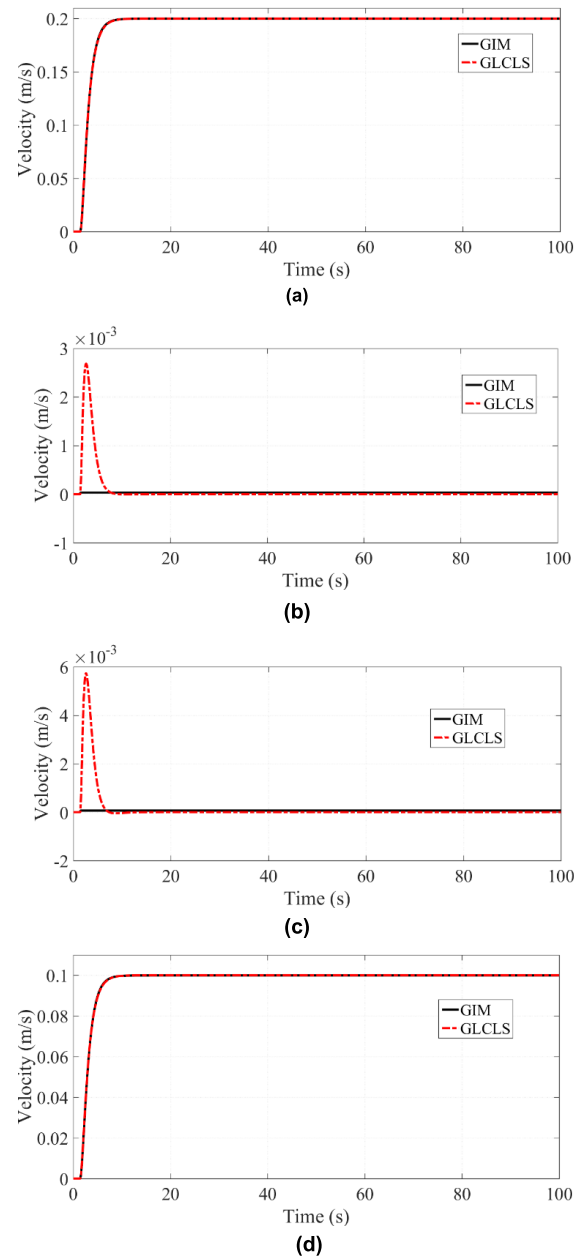 0.2
0.15
0.1
0.05
0
Velocity (m/s)
GIM
GLCLS
0 20 40 60 80 100
Time (s)
(a)
×10^-3
3
2
1
0
-1
Velocity (m/s)
GIM
GLCLS
0 20 40 60 80 100
Time (s)
(b)
×10^-3
6
4
2
0
-2
Velocity (m/s)
GIM
GLCLS
0 20 40 60 80 100
Time (s)
(c)
0.1
0.08
0.06
0.04
0.02
0
Velocity (m/s)
GIM
GLCLS
0 20 40 60 80 100
Time (s)
(d)